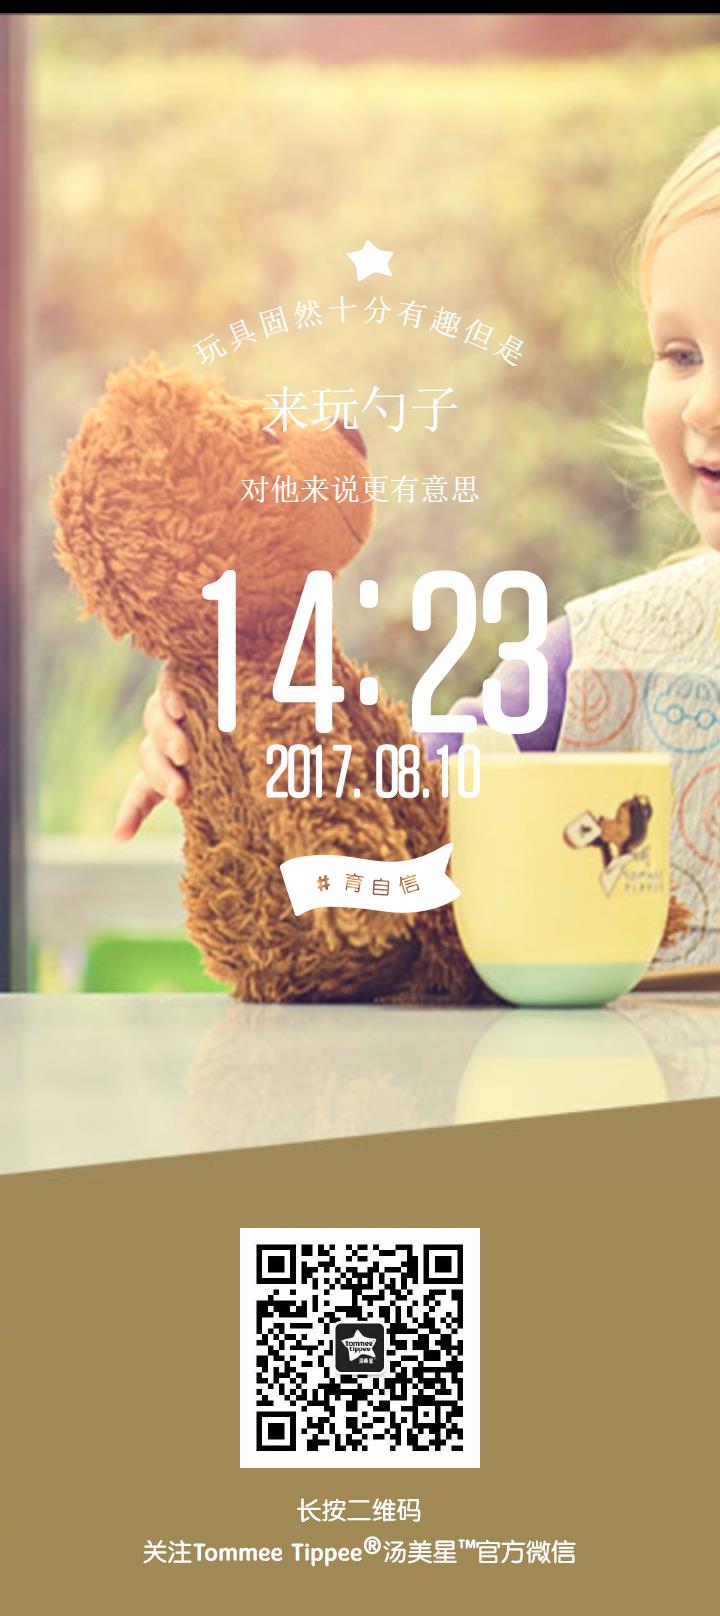 玩具固然十分有趣但是
来玩勺子
对他来说更有意思
14:23
2017. 08.10
# 育自信
tommee
tippee
汤美星
长按二维码
关注Tommee Tippee®汤美星™官方微信